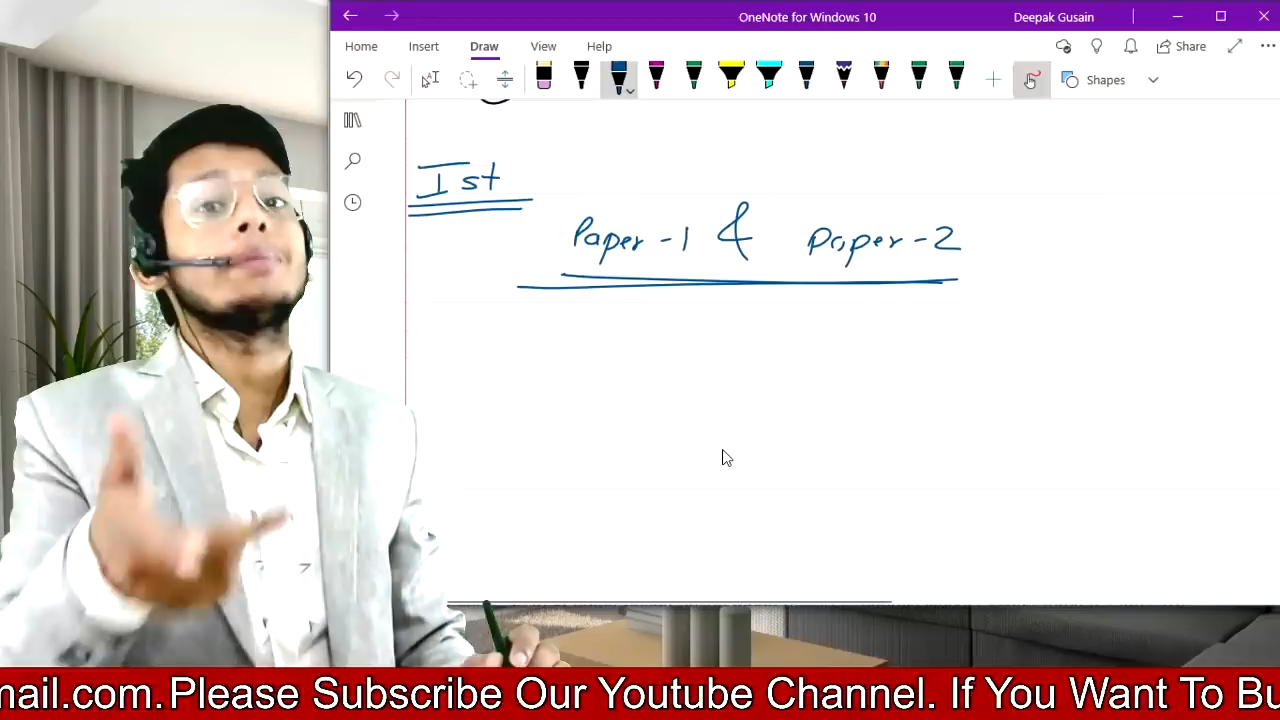 OneNote for Windows 10
Deepak Gusain
Home Insert Draw View Help
Share
Shapes
Ist
Paper-1 & Paper-2
mail.com. Please Subscribe Our Youtube Channel. If You Want To Bu